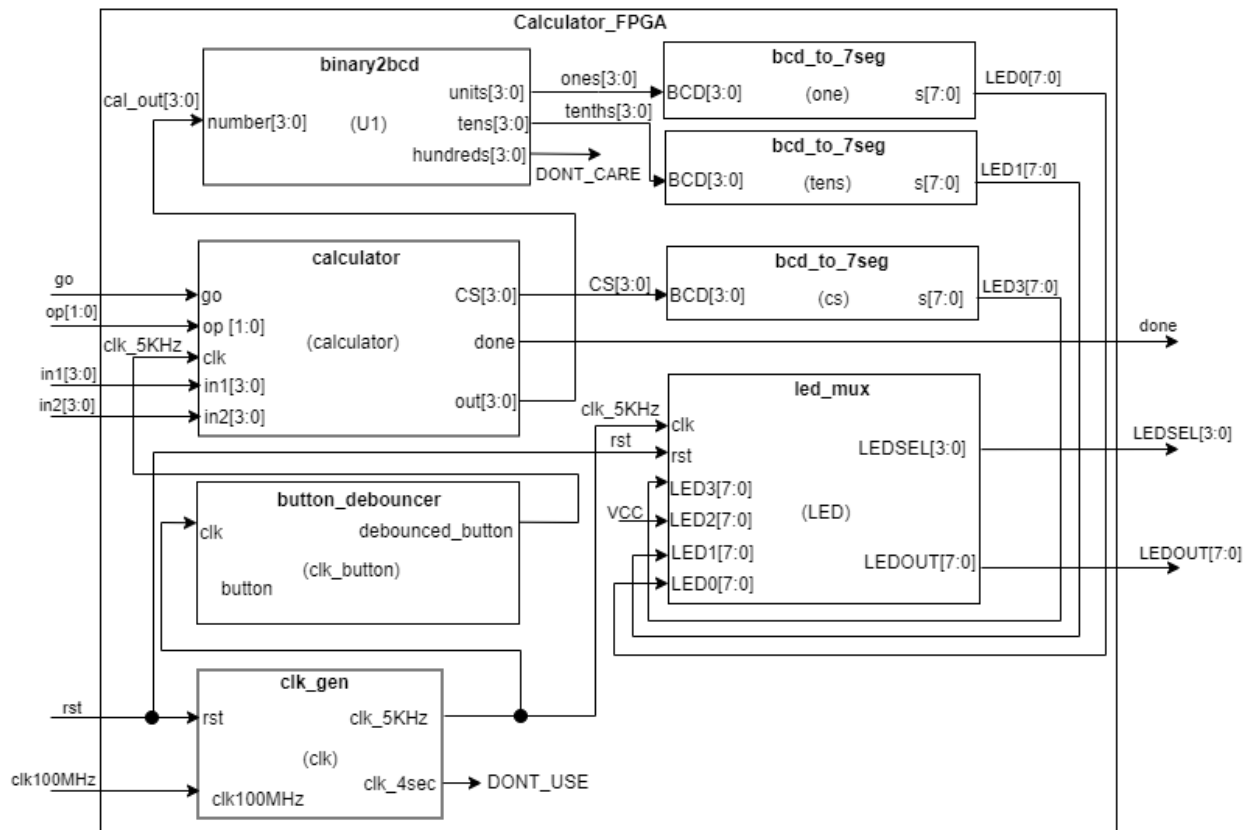 Calculator_FPGA
binary2bcd
cal_out[3:0]
number[3:0]
(U1)
units[3:0]
tens[3:0]
hundreds[3:0]
ones[3:0]
tenths[3:0]
DONT_CARE
bcd_to_7seg
BCD[3:0]
(one)
s[7:0]
LED0[7:0]
bcd_to_7seg
BCD[3:0]
(tens)
s[7:0]
LED1[7:0]
calculator
go
op[1:0]
clk_5KHz
in1[3:0]
in2[3:0]
go
op [1:0]
clk
in1[3:0]
in2[3:0]
(calculator)
CS[3:0]
done
out[3:0]
CS[3:0]
bcd_to_7seg
BCD[3:0]
(cs)
s[7:0]
LED3[7:0]
done
led_mux
clk_5KHz
rst
VCC
clk
rst
LED3[7:0]
LED2[7:0]
LED1[7:0]
LED0[7:0]
(LED)
LEDSEL[3:0]
LEDOUT[7:0]
LEDSEL[3:0]
LEDOUT[7:0]
button_debouncer
clk
debounced_button
(clk_button)
button
clk_gen
rst
rst
clk_5KHz
(clk)
clk100MHz
clk100MHz
clk_4sec
DONT_USE